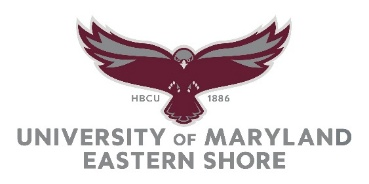 HBCU 1886
UNIVERSITY OF MARYLAND
EASTERN SHORE